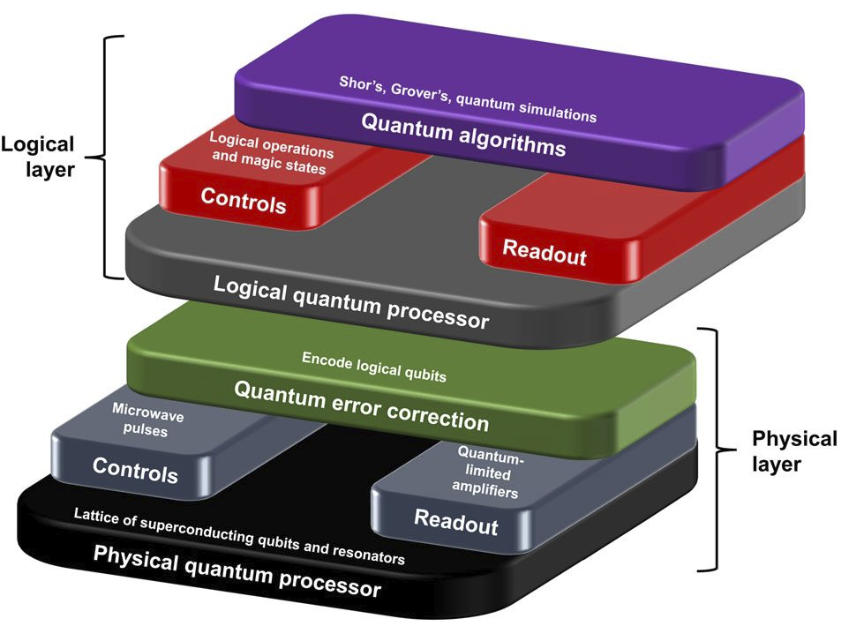 Shor's, Grover's, quantum simulations
Quantum algorithms
Logical
layer
Logical operations
and magic states
Controls
Readout
Logical quantum processor
Encode logical qubits
Quantum error correction
Microwave
pulses
Controls
Quantum-
limited
amplifiers
Readout
Physical
layer
Lattice of superconducting qubits and resonators
Physical quantum processor